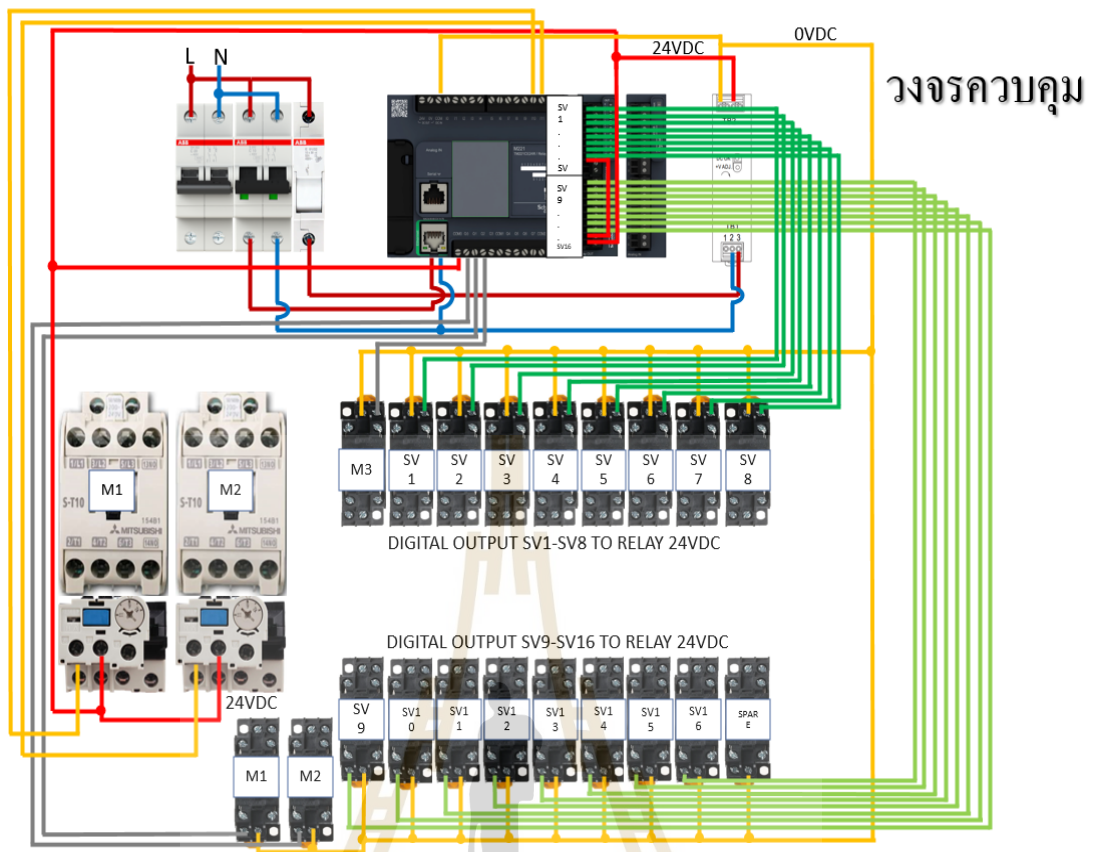 0VDC
24VDC
L N
วงจรควบคุม
SV
1
.
.
.
SV
SV
9
.
.
.
SV16
ABB
ABB
ABB
1 2 3
M3
SV
1
SV
2
SV
3
SV
4
SV
5
SV
6
SV
7
SV
8
DIGITAL OUTPUT SV1-SV8 TO RELAY 24VDC
M1
M2
S-T10
S-T10
MITSUBISHI
MITSUBISHI
DIGITAL OUTPUT SV9-SV16 TO RELAY 24VDC
24VDC
SV
9
SV1
0
SV1
1
SV1
2
SV1
3
SV1
4
SV1
5
SV1
6
SPAR
E
M1
M2